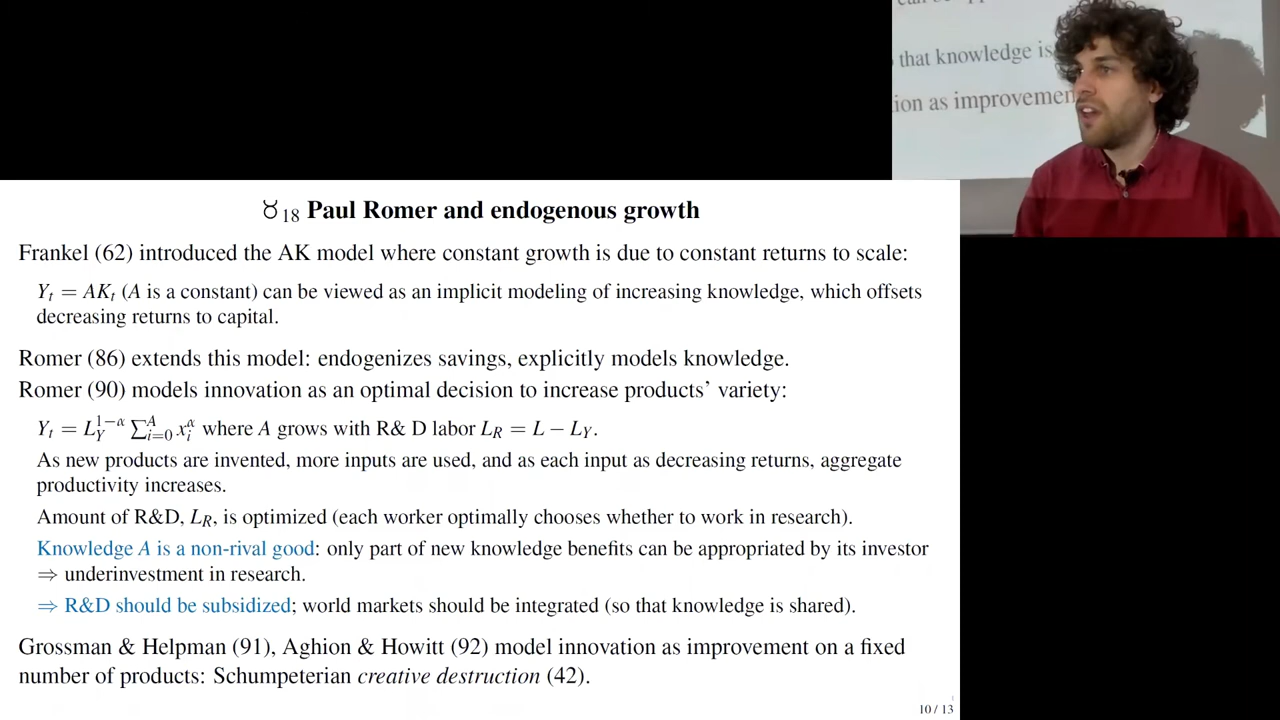 that knowledge is
ion as improvemen
♉18 Paul Romer and endogenous growth
Frankel (62) introduced the AK model where constant growth is due to constant returns to scale:
Yt = AKt (A is a constant) can be viewed as an implicit modeling of increasing knowledge, which offsets
decreasing returns to capital.
Romer (86) extends this model: endogenizes savings, explicitly models knowledge.
Romer (90) models innovation as an optimal decision to increase products’ variety:
Yt = L_Y^{1−α} ∑_{i=0}^{A} x_i^α where A grows with R& D labor L_R = L − L_Y.
As new products are invented, more inputs are used, and as each input as decreasing returns, aggregate
productivity increases.
Amount of R&D, L_R, is optimized (each worker optimally chooses whether to work in research).
Knowledge A is a non-rival good: only part of new knowledge benefits can be appropriated by its investor
⇒ underinvestment in research.
⇒ R&D should be subsidized; world markets should be integrated (so that knowledge is shared).
Grossman & Helpman (91), Aghion & Howitt (92) model innovation as improvement on a fixed
number of products: Schumpeterian creative destruction (42).
10 / 13